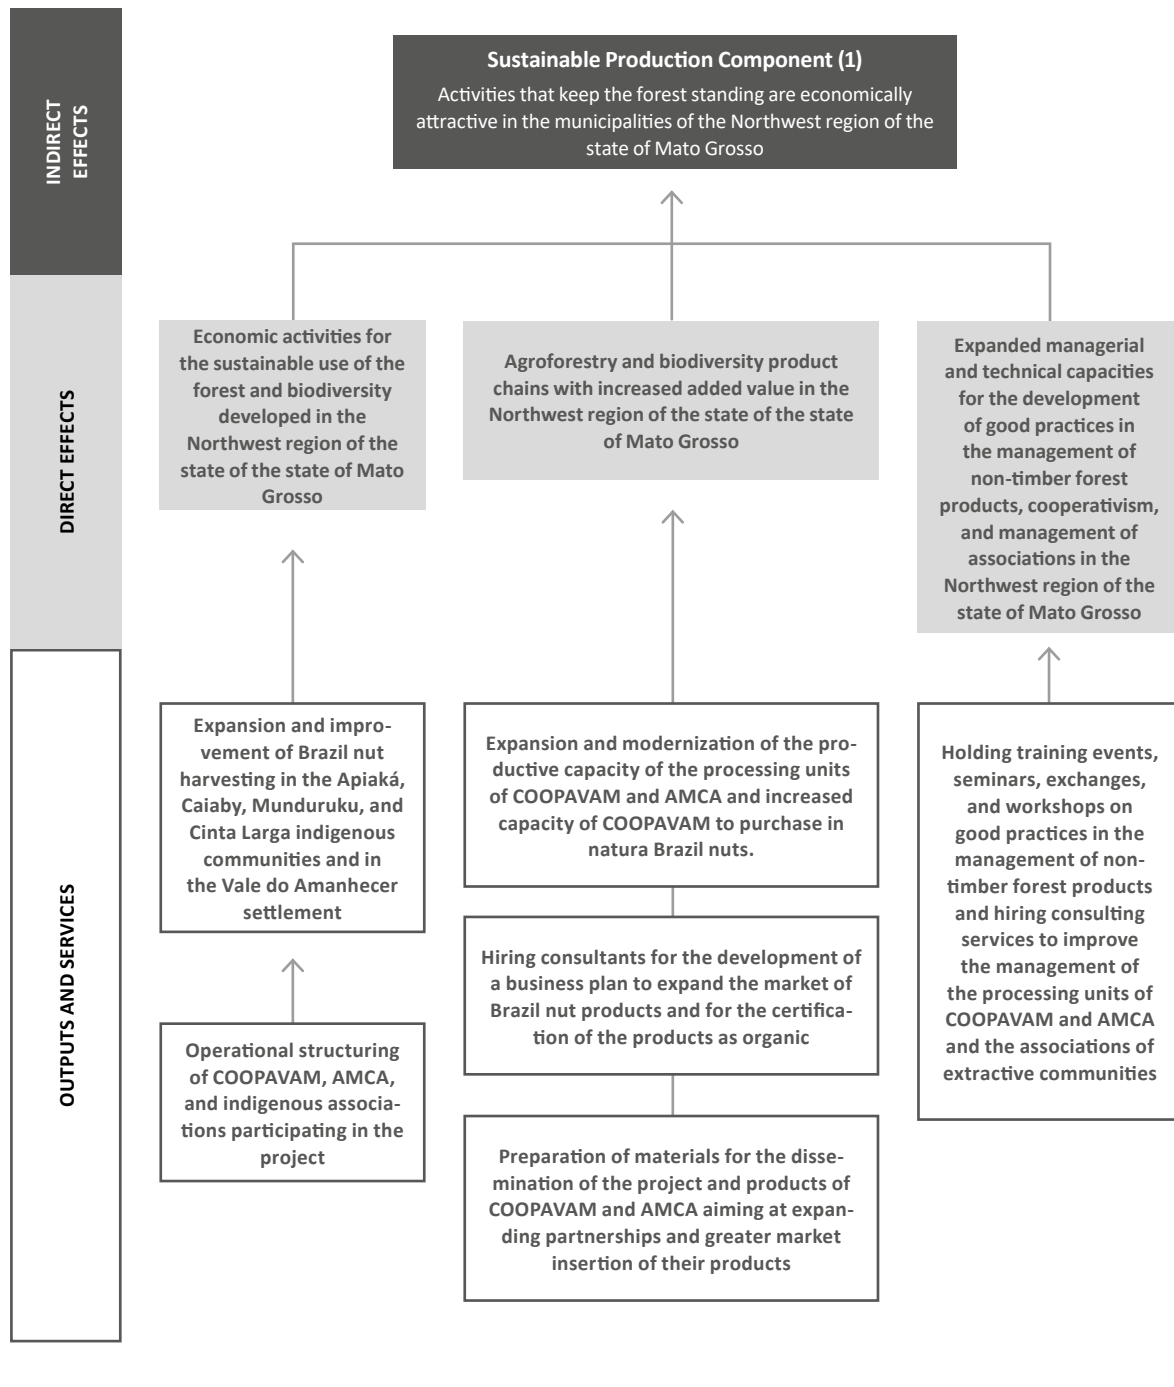 INDIRECT
EFFECTS
Sustainable Production Component (1)
Activities that keep the forest standing are economically
attractive in the municipalities of the Northwest region of the
state of Mato Grosso
DIRECT EFFECTS
Economic activities for
the sustainable use of the
forest and biodiversity
developed in the
Northwest region of the
state of the state of Mato
Grosso
Agroforestry and biodiversity product
chains with increased added value in the
Northwest region of the state of the state
of Mato Grosso
Expanded managerial
and technical capacities
for the development
of good practices in
the management of
non-timber forest
products, cooperativism,
and management of
associations in the
Northwest region of the
state of Mato Grosso
OUTPUTS AND SERVICES
Expansion and impro-
vement of Brazil nut
harvesting in the Apiaká,
Caiaby, Munduruku, and
Cinta Larga indigenous
communities and in
the Vale do Amanhecer
settlement
Operational structuring
of COOPAVAM, AMCA,
and indigenous associa-
tions participating in the
project
Expansion and modernization of the pro-
ductive capacity of the processing units
of COOPAVAM and AMCA and increased
capacity of COOPAVAM to purchase in
natura Brazil nuts.
Hiring consultants for the development of
a business plan to expand the market of
Brazil nut products and for the certifica-
tion of the products as organic
Preparation of materials for the disse-
mination of the project and products of
COOPAVAM and AMCA aiming at expan-
ding partnerships and greater market
insertion of their products
Holding training events,
seminars, exchanges,
and workshops on
good practices in the
management of non-
timber forest products
and hiring consulting
services to improve
the management of
the processing units of
COOPAVAM and AMCA
and the associations of
extractive communities